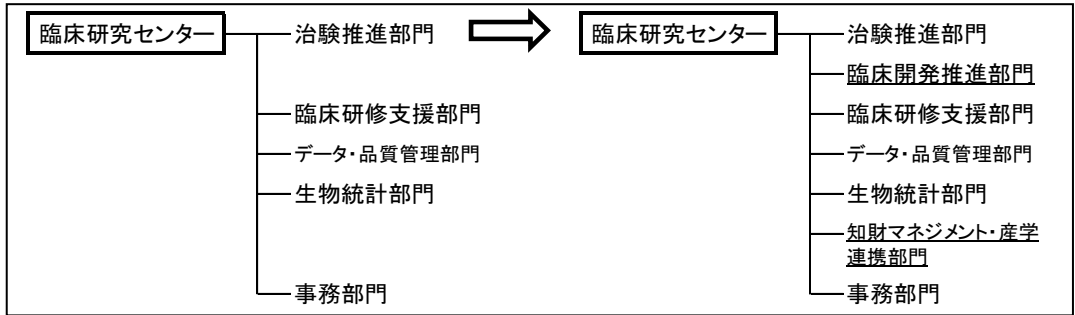 臨床研究センター
治験推進部門
臨床研修支援部門
データ・品質管理部門
生物統計部門
事務部門
臨床研究センター
治験推進部門
臨床開発推進部門
臨床研修支援部門
データ・品質管理部門
生物統計部門
知財マネジメント・産学
連携部門
事務部門